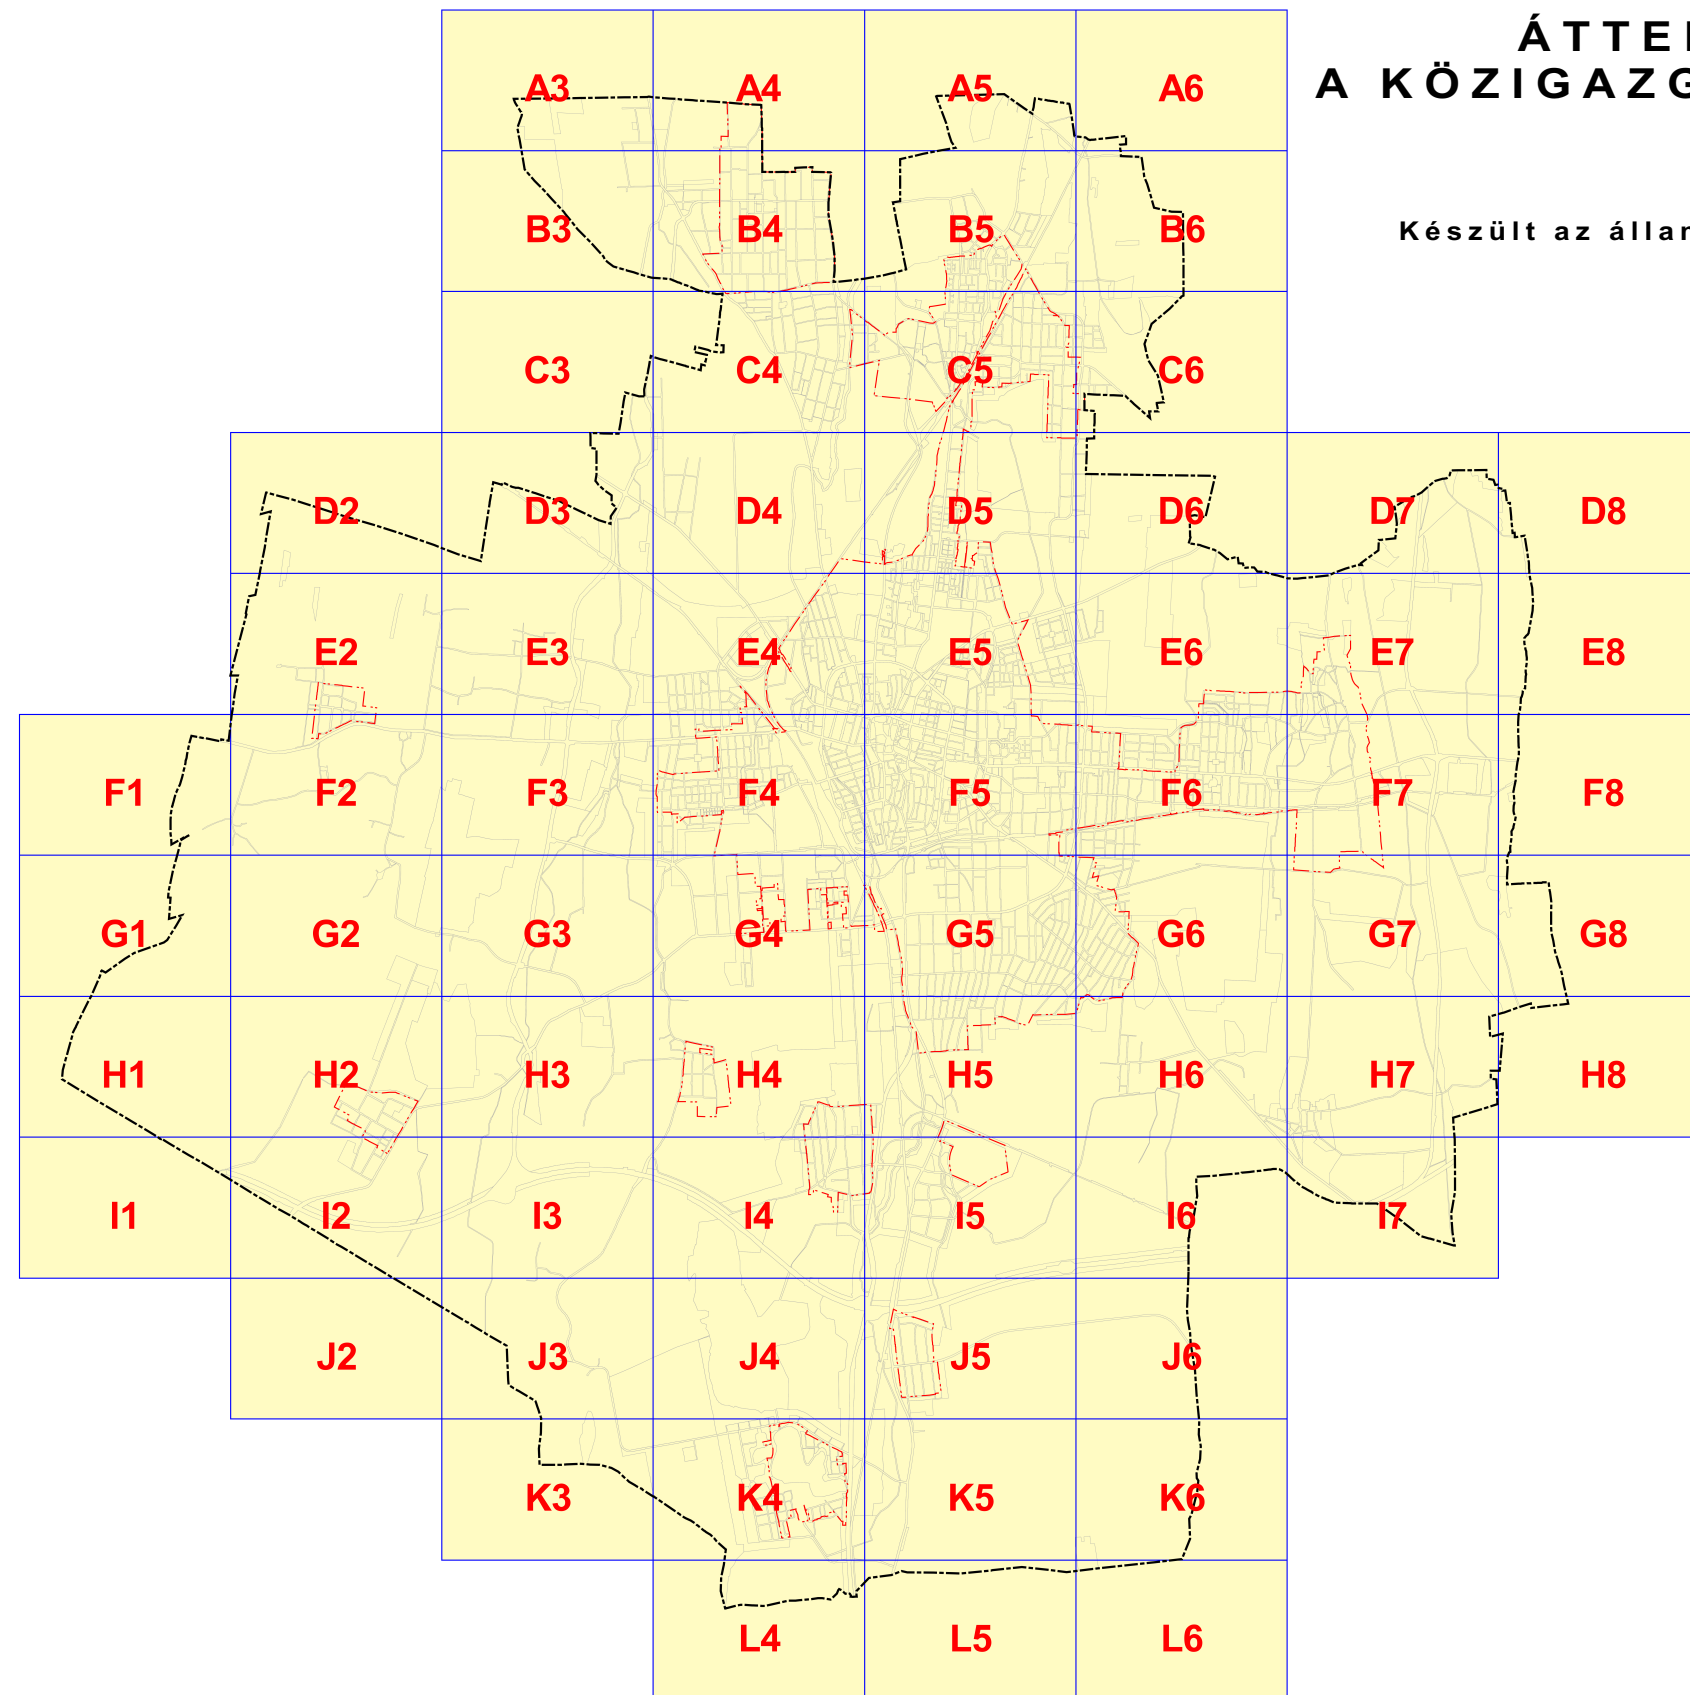 ÁTTE
A KÖZIGAZG
Készült az álla
A3 A4 A5 A6
B3 B4 B5 B6
C3 C4 C5 C6
D2 D3 D4 D5 D6 D7 D8
E2 E3 E4 E5 E6 E7 E8
F1 F2 F3 F4 F5 F6 F7 F8
G1 G2 G3 G4 G5 G6 G7 G8
H1 H2 H3 H4 H5 H6 H7 H8
I1 I2 I3 I4 I5 I6 I7
J2 J3 J4 J5 J6
K3 K4 K5 K6
L4 L5 L6